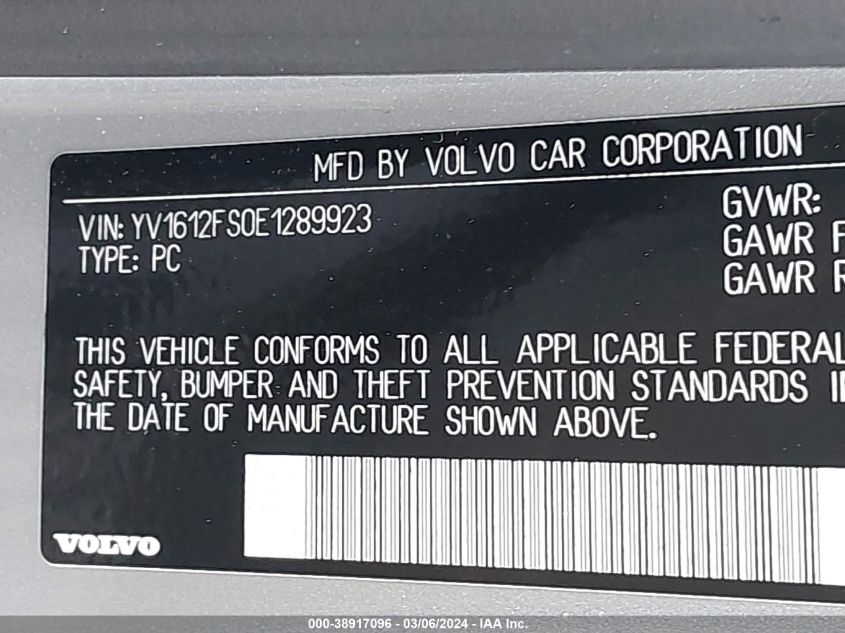 MFD BY VOLVO CAR CORPORATION
VIN: YV1612FS0E1289923
TYPE: PC
GVWR:
GAWR F
GAWR R
THIS VEHICLE CONFORMS TO ALL APPLICABLE FEDERAL
SAFETY, BUMPER AND THEFT PREVENTION STANDARDS I
THE DATE OF MANUFACTURE SHOWN ABOVE.
VOLVO
000-38917096 - 03/06/2024 - IAA Inc.